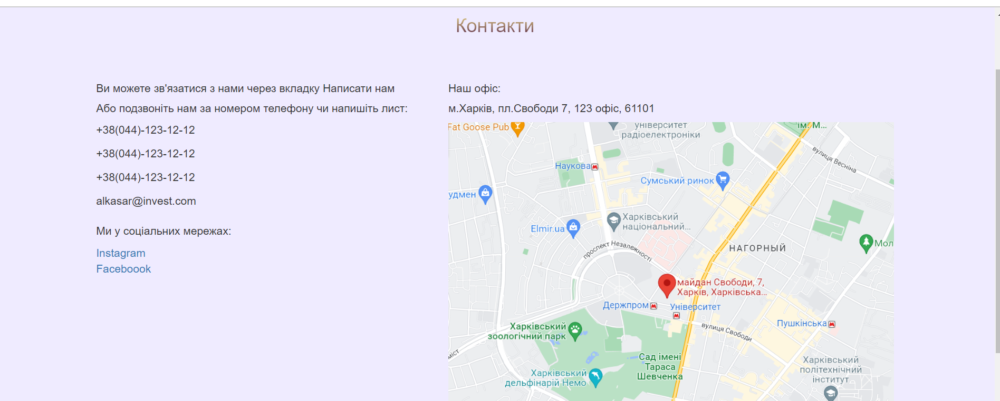 Контакти
Ви можете зв'язатися з нами через вкладку Написати нам
Або подзвоніть нам за номером телефону чи напишіть лист:
+38(044)-123-12-12
+38(044)-123-12-12
+38(044)-123-12-12
alkasar@invest.com
Ми у соціальних мережах:
Instagram
Faceboook
Наш офіс:
м.Харків, пл.Свободи 7, 123 офіс, 61101
Fat Goose Pub
університет
радіоелектроніки
ім. М...
вулиця Весніна
Наукова
Сумський ринок
удмен
Харківський
національний...
Elmir.ua
проспект Незалежності
НАГОРНЫЙ
Мол
майдан Свободи, 7,
Харків, Харківська...
Держпром
Університет
Пушкінська
вулиця Свободи
Харківський
зоологічний парк
міст
Сад імені
Тараса
Шевченка
Харківський
дельфінарій Немо
Харківський
політехнічний
інститут